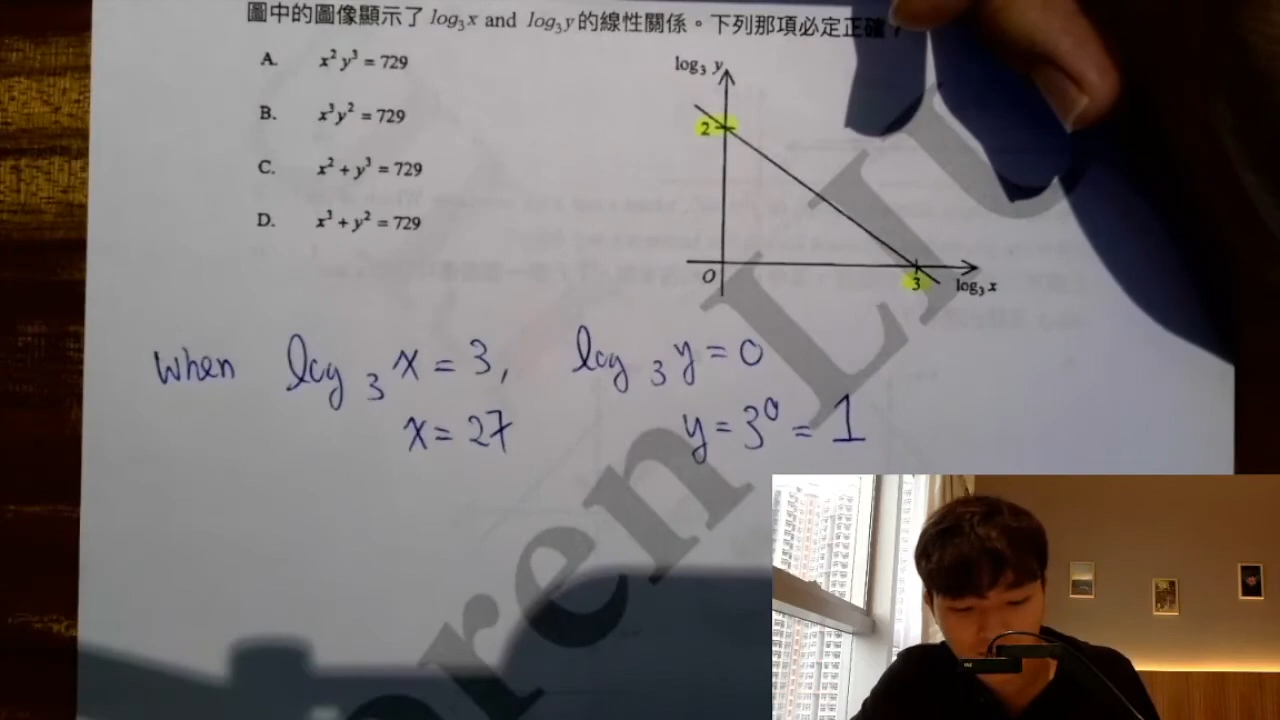 圖中的圖像顯示了 log₃x and log₃y 的線性關係。下列那項必定正確？
A. x² y³ = 729
B. x³y² = 729
C. x² + y³ = 729
D. x³ + y² = 729
log₃ y
2
O
3
log₃ x
when log₃ x = 3, log₃ y = 0
x = 27 y = 3⁰ = 1